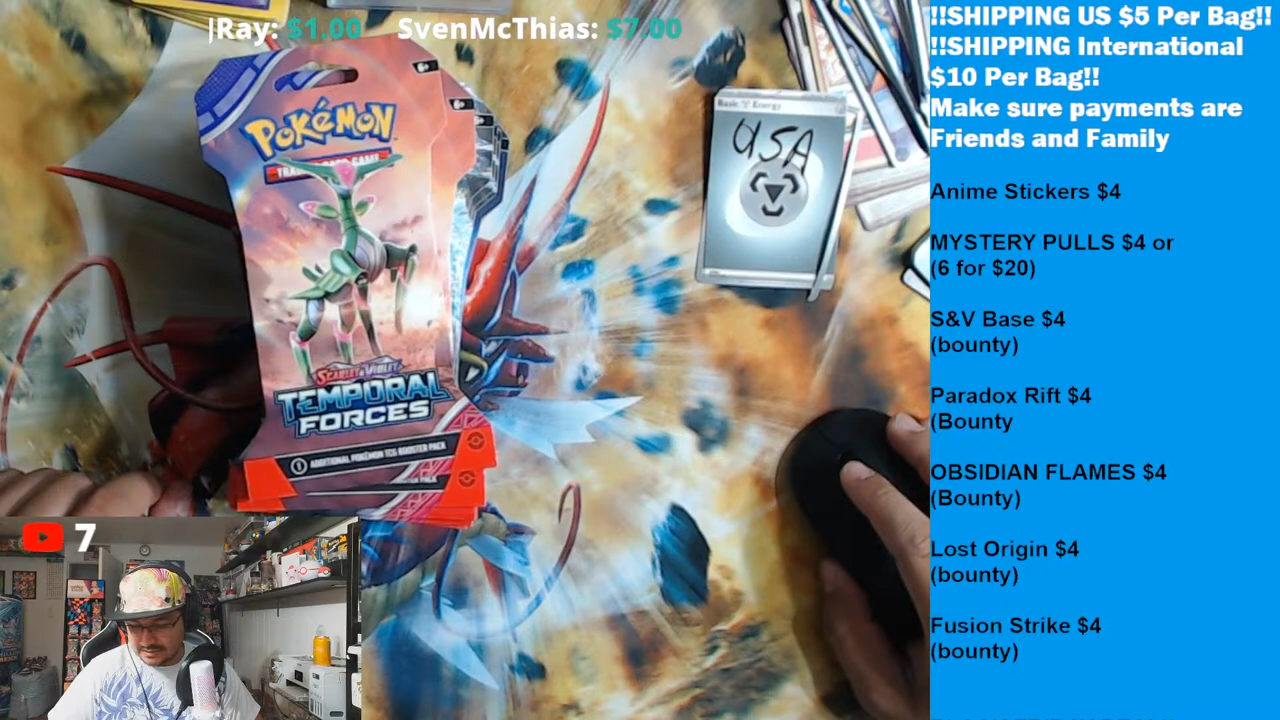 JRay: $1.00 SvenMcThias: $7.00
POKéMON
TRADING CARD GAME
SCARLET & VIOLET
TEMPORAL
FORCES
1 ADDITIONAL POKÉMON TCG BOOSTER PACK
PACK
Basic Energy
USA
7
!!SHIPPING US $5 Per Bag!!
!!SHIPPING International
$10 Per Bag!!
Make sure payments are
Friends and Family
Anime Stickers $4
MYSTERY PULLS $4 or
(6 for $20)
S&V Base $4
(bounty)
Paradox Rift $4
(Bounty
OBSIDIAN FLAMES $4
(Bounty)
Lost Origin $4
(bounty)
Fusion Strike $4
(bounty)